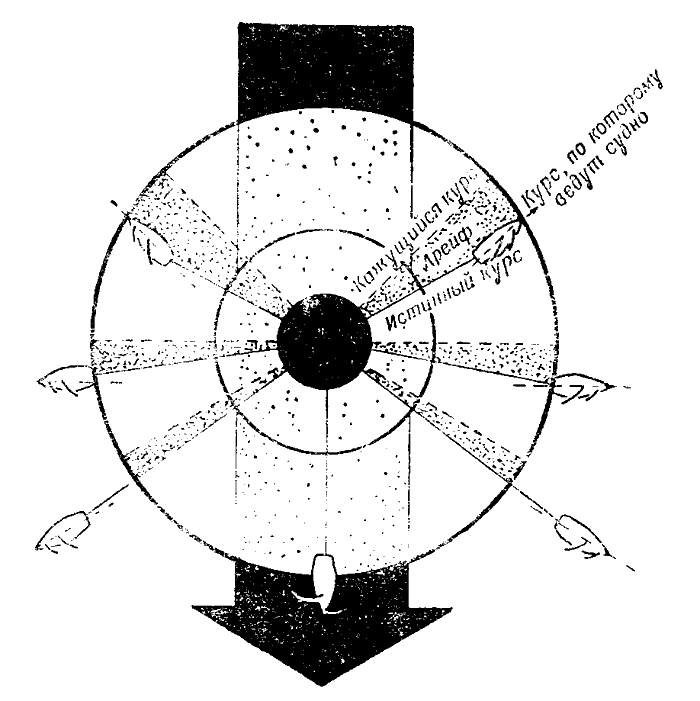 Курс, по которому
ведут судно
Кажущийся курс
Дрейф
Истинный курс